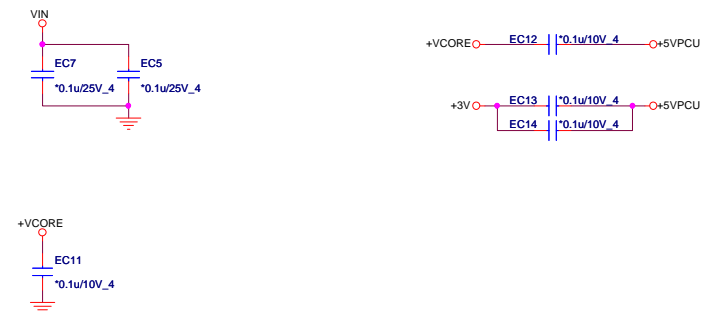 VIN
EC7
*0.1u/25V_4
EC5
*0.1u/25V_4
+VCORE
EC12
*0.1u/10V_4
+5VPCU
+3V
EC13
*0.1u/10V_4
+5VPCU
EC14
*0.1u/10V_4
+VCORE
EC11
*0.1u/10V_4